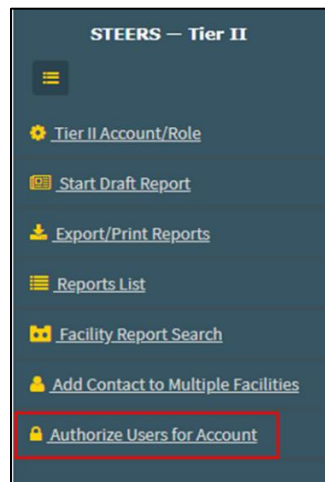 STEERS — Tier II
Tier II Account/Role
Start Draft Report
Export/Print Reports
Reports List
Facility Report Search
Add Contact to Multiple Facilities
Authorize Users for Account